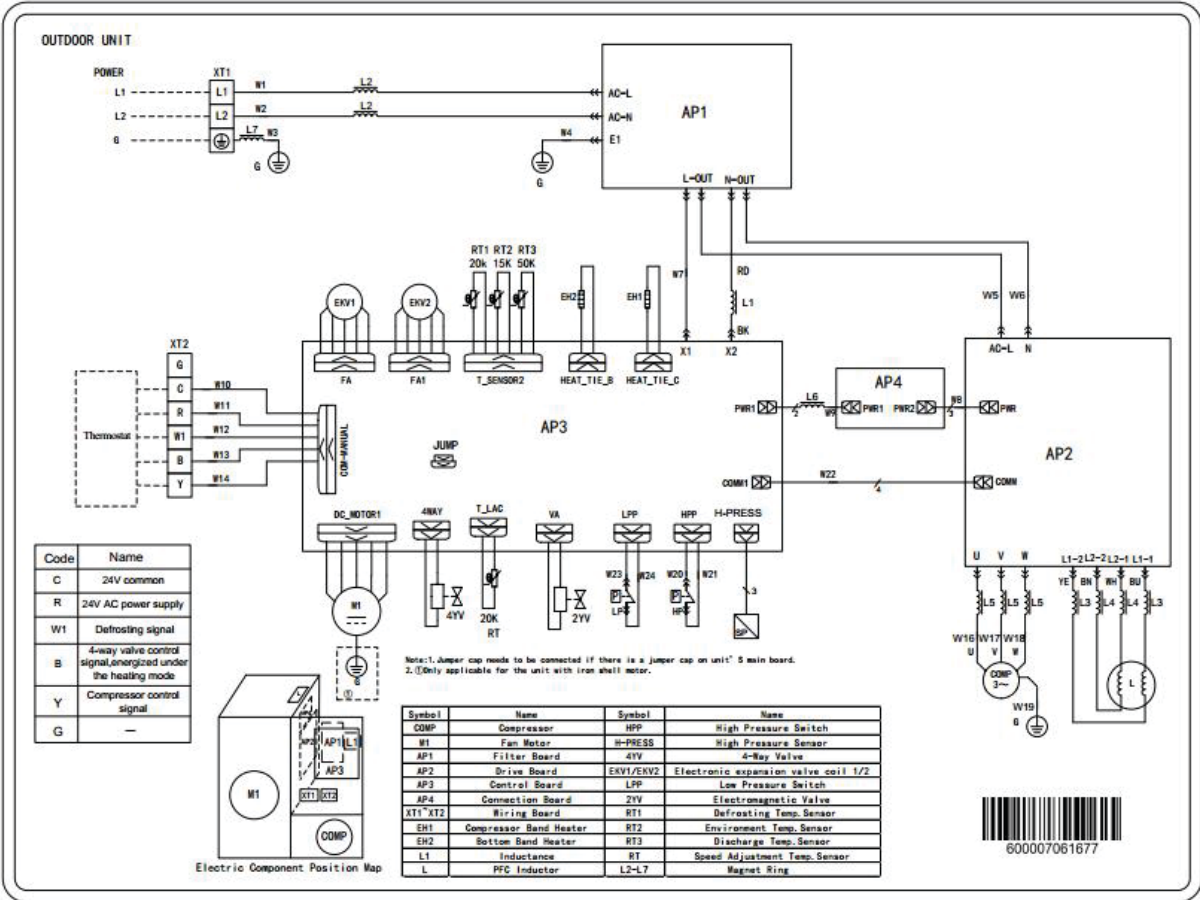 OUTDOOR UNIT
POWER
XT1
L1
L1
W1
L2
AC-L
L2
L2
W2
L2
AC-N
G
L7
W3
G
W4
E1
G
AP1
L-OUT
N-OUT
RT1 RT2 RT3
20k 15K 50K
W7
RD
L1
BK
W5
W6
EKV1
EKV2
EH2
EH1
FA
FA1
T_SENSOR2
HEAT_TIE_B
HEAT_TIE_C
X1
X2
AC-L
N
XT2
G
C
W10
R
W11
W1
W12
B
W13
Y
W14
Thermostat
COM-MANUAL
AP3
JUMP
PWR1
2
L6
W9
AP4
PWR1
PWR2
W8
3
PWR
AP2
COMM1
W22
4
COMM
DC_MOTOR1
4WAY
T_LAC
VA
LPP
HPP
H-PRESS
M1
G
①
4YV
20K
RT
2YV
W23
W24
P
LP
W20
W21
P
HP
3
SP
U V W
L1-2 L2-2 L2-1 L1-1
YE BN WH BU
L5 L5 L5
L3 L4 L4 L3
W16 W17 W18
U V W
COMP
3~
W19
G
L
Code Name
C 24V common
R 24V AC power supply
W1 Defrosting signal
B 4-way valve control
signal,energized under
the heating mode
Y Compressor control
signal
G —
Note:1.Jumper cap needs to be connected if there is a jumper cap on unit' S main board.
2.①Only applicable for the unit with iron shell motor.
L
AP1
L1
AP3
XT1 XT2
M1
COMP
Electric Component Position Map
Symbol Name Symbol Name
COMP Compressor HPP High Pressure Switch
M1 Fan Motor H-PRESS High Pressure Sensor
AP1 Filter Board 4YV 4-Way Valve
AP2 Drive Board EKV1/EKV2 Electronic expansion valve coil 1/2
AP3 Control Board LPP Low Pressure Switch
AP4 Connection Board 2YV Electromagnetic Valve
XT1~XT2 Wiring Board RT1 Defrosting Temp.Sensor
EH1 Compressor Band Heater RT2 Environment Temp.Sensor
EH2 Bottom Band Heater RT3 Discharge Temp.Sensor
L1 Inductance RT Speed Adjustment Temp.Sensor
L PFC Inductor L2-L7 Magnet Ring
600007061677